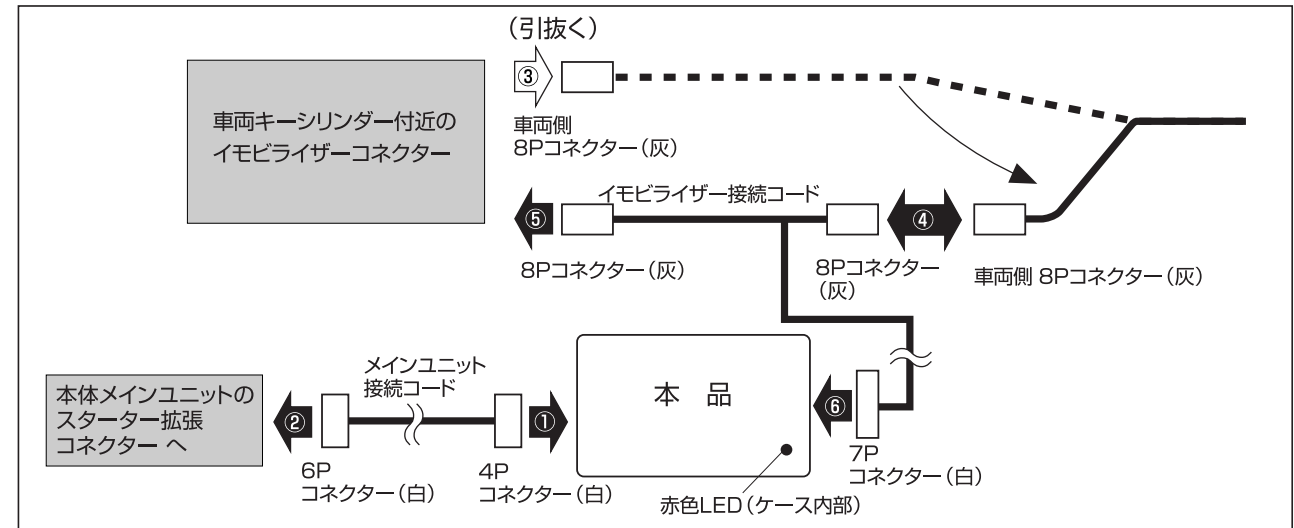 (引抜く)
③
車両側
8Pコネクター(灰)
車両キーシリンダー付近の
イモビライザーコネクター
イモビライザー接続コード
⑤
④
8Pコネクター(灰)
8Pコネクター
(灰)
車両側 8Pコネクター(灰)
メインユニット
接続コード
本体メインユニットの
スターター拡張
コネクター へ
②
①
本 品
⑥
6P
コネクター(白)
4P
コネクター(白)
7P
コネクター(白)
赤色LED(ケース内部)